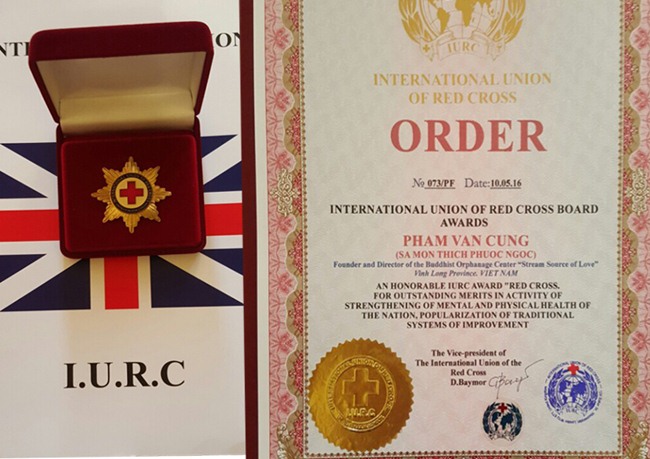 I.U.R.C
ORDER
IURC
INTERNATIONAL UNION
OF RED CROSS
ORDER
№ 073/PF Date:10.05.16
INTERNATIONAL UNION OF RED CROSS BOARD
AWARDS
PHAM VAN CUNG
(SA MON THICH PHUOC NGOC)
Founder and Director of the Buddhist Orphanage Center "Stream Source of Love"
Vinh Long Province. VIET NAM
AN HONORABLE IURC AWARD "RED CROSS.
FOR OUTSTANDING MERITS IN ACTIVITY OF
STRENGTHENING OF MENTAL AND PHYSICAL HEALTH OF
THE NATION, POPULARIZATION OF TRADITIONAL
SYSTEMS OF IMPROVEMENT
The Vice-president of
The International Union of the
Red Cross
D.Baymor
I.U.R.C